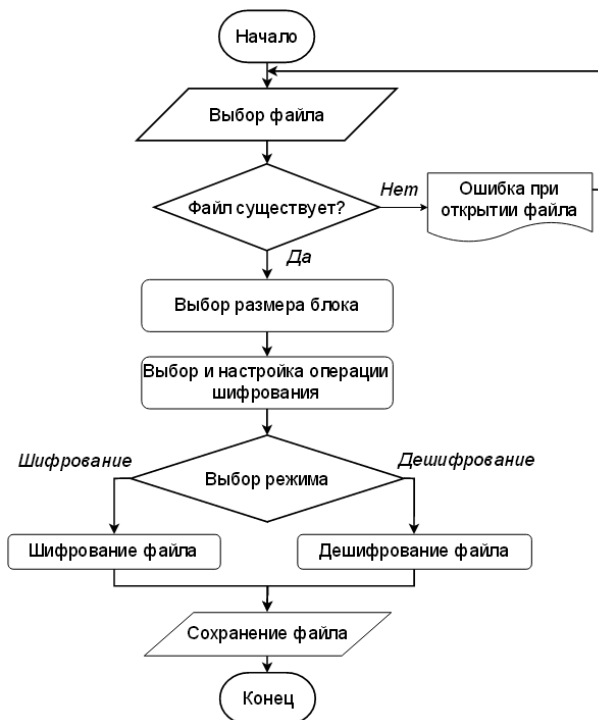 Начало
Выбор файла
Файл существует?
Нет
Ошибка при
открытии файла
Да
Выбор размера блока
Выбор и настройка операции
шифрования
Шифрование
Выбор режима
Дешифрование
Шифрование файла
Дешифрование файла
Сохранение файла
Конец